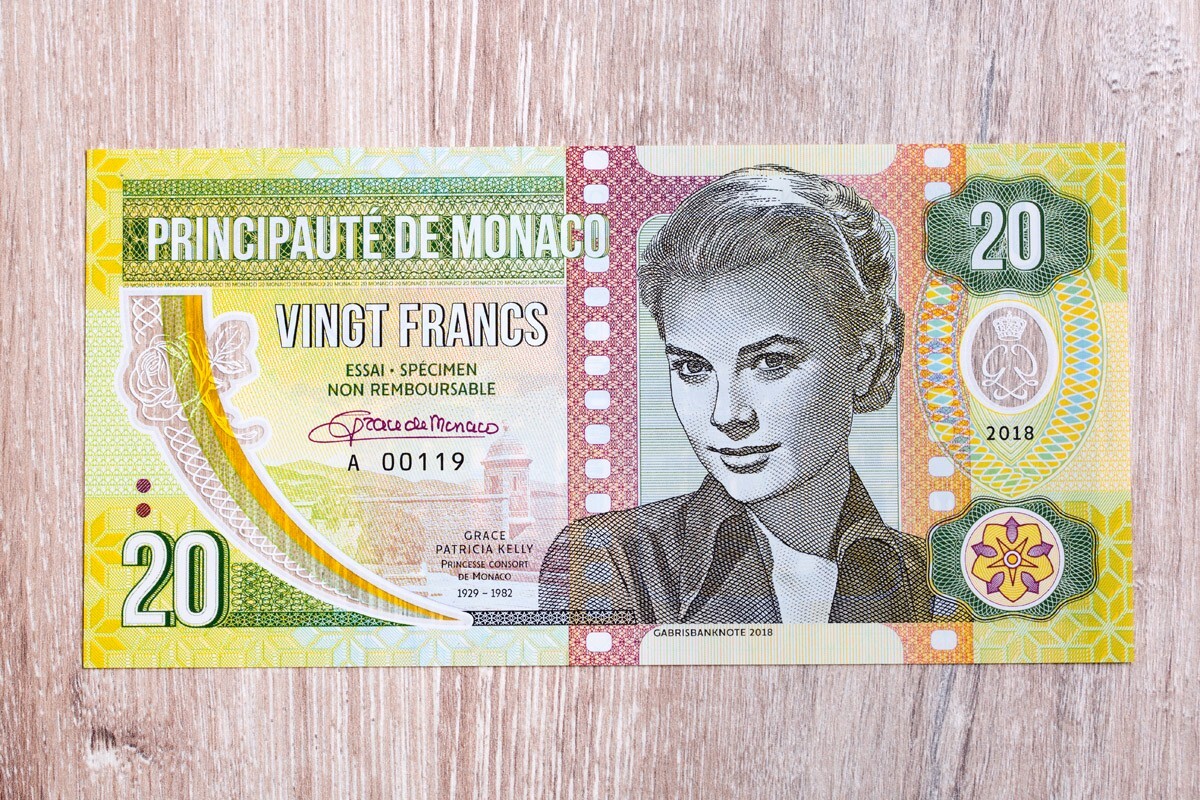 PRINCIPAUTÉ DE MONACO
VINGT FRANCS
ESSAI • SPÉCIMEN
NON REMBOURSABLE
Grace de Monaco
A 00119
20
GRACE
PATRICIA KELLY
PRINCESSE CONSORT
DE MONACO
1929 – 1982
GABRISBANKNOTE 2018
20
2018